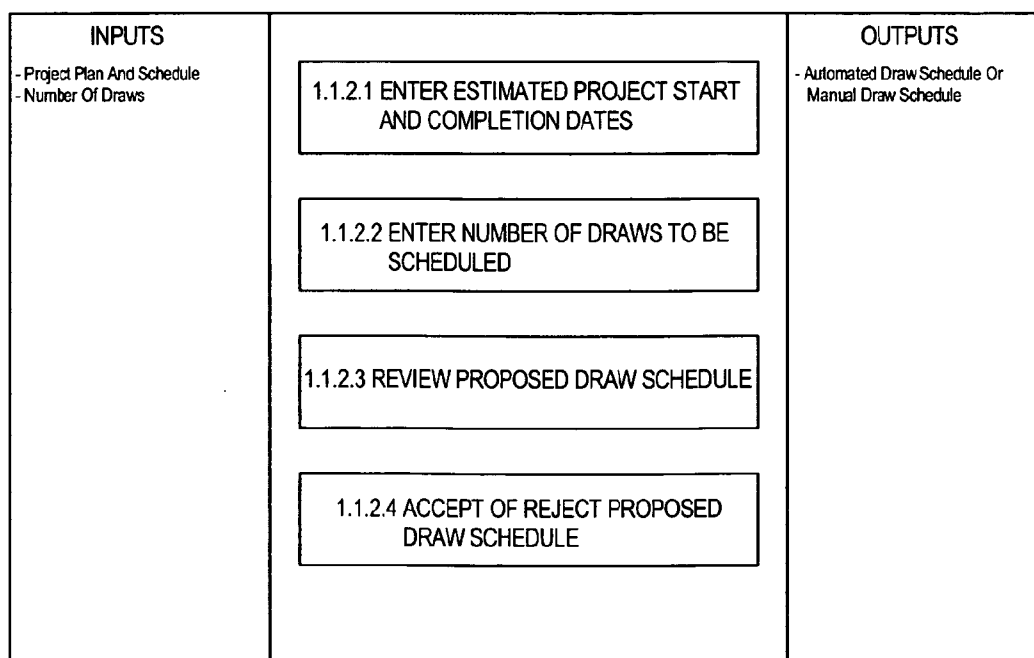 INPUTS
- Project Plan And Schedule
- Number Of Draws
1.1.2.1 ENTER ESTIMATED PROJECT START
AND COMPLETION DATES
1.1.2.2 ENTER NUMBER OF DRAWS TO BE
SCHEDULED
1.1.2.3 REVIEW PROPOSED DRAW SCHEDULE
1.1.2.4 ACCEPT OF REJECT PROPOSED
DRAW SCHEDULE
OUTPUTS
- Automated Draw Schedule Or
Manual Draw Schedule